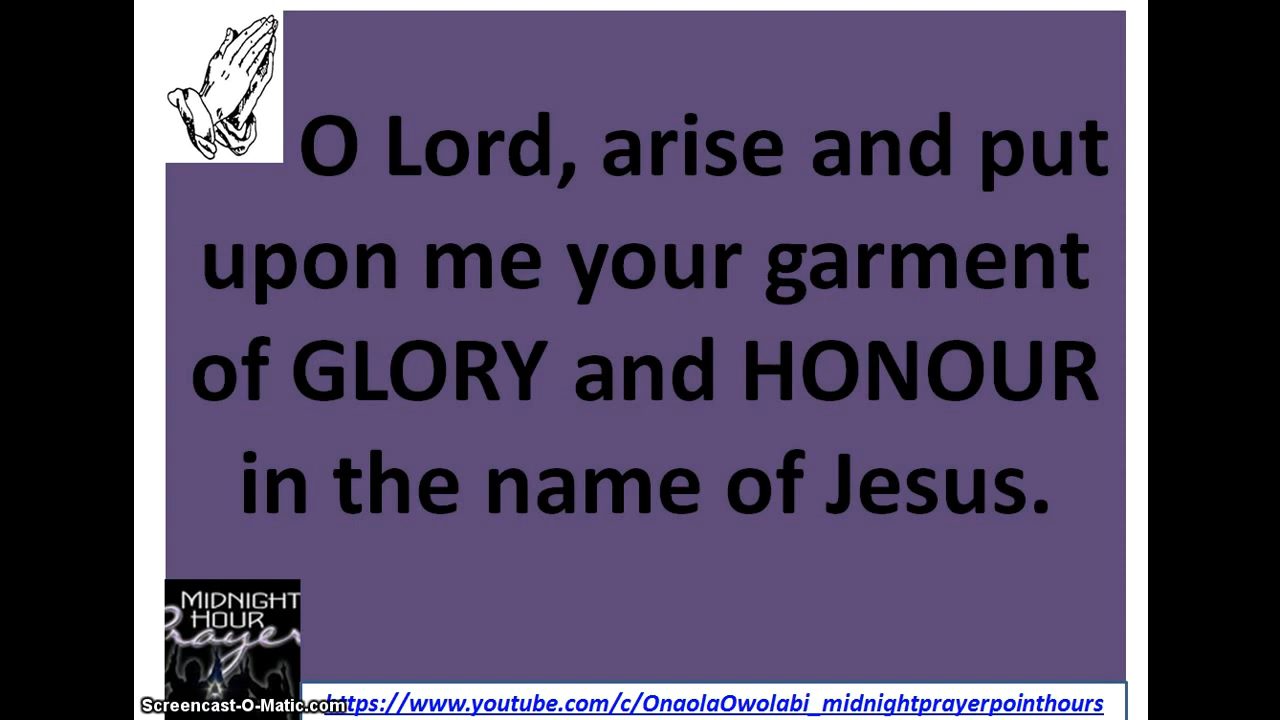 O Lord, arise and put
upon me your garment
of GLORY and HONOUR
in the name of Jesus.
MIDNIGHT
HOUR
Prayer
https://www.youtube.com/c/OnaolaOwolabi_midnightprayerpointhours
Screencast-O-Matic.com